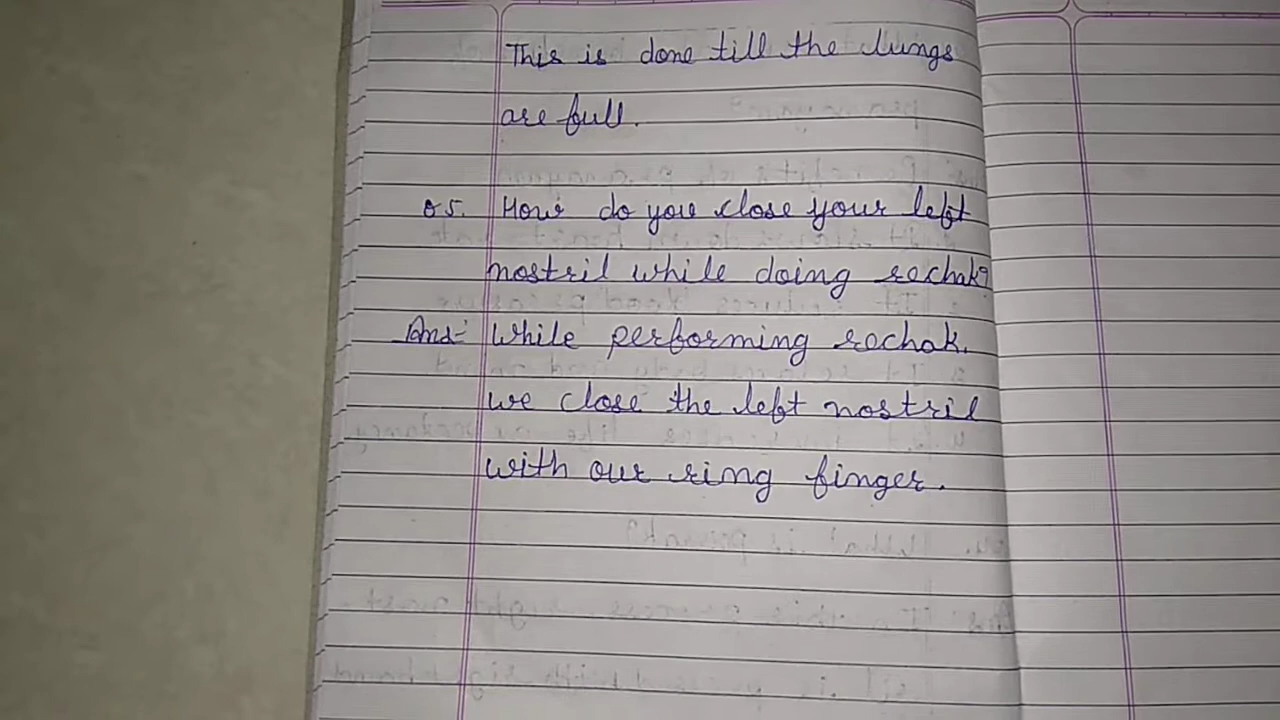 This is done till the lungs
are full.
Q5. How do you close your left
nostril while doing rechak?
Ans- While performing rechak.
we close the left nostril
with our ring finger.